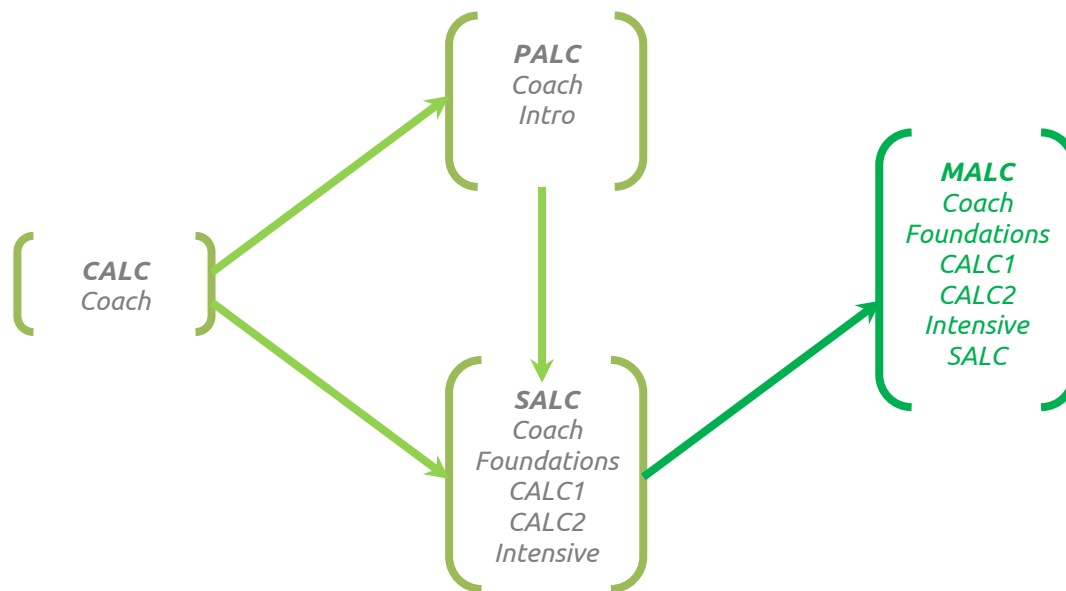 PALC
Coach
Intro
CALC
Coach
SALC
Coach
Foundations
CALC1
CALC2
Intensive
MALC
Coach
Foundations
CALC1
CALC2
Intensive
SALC